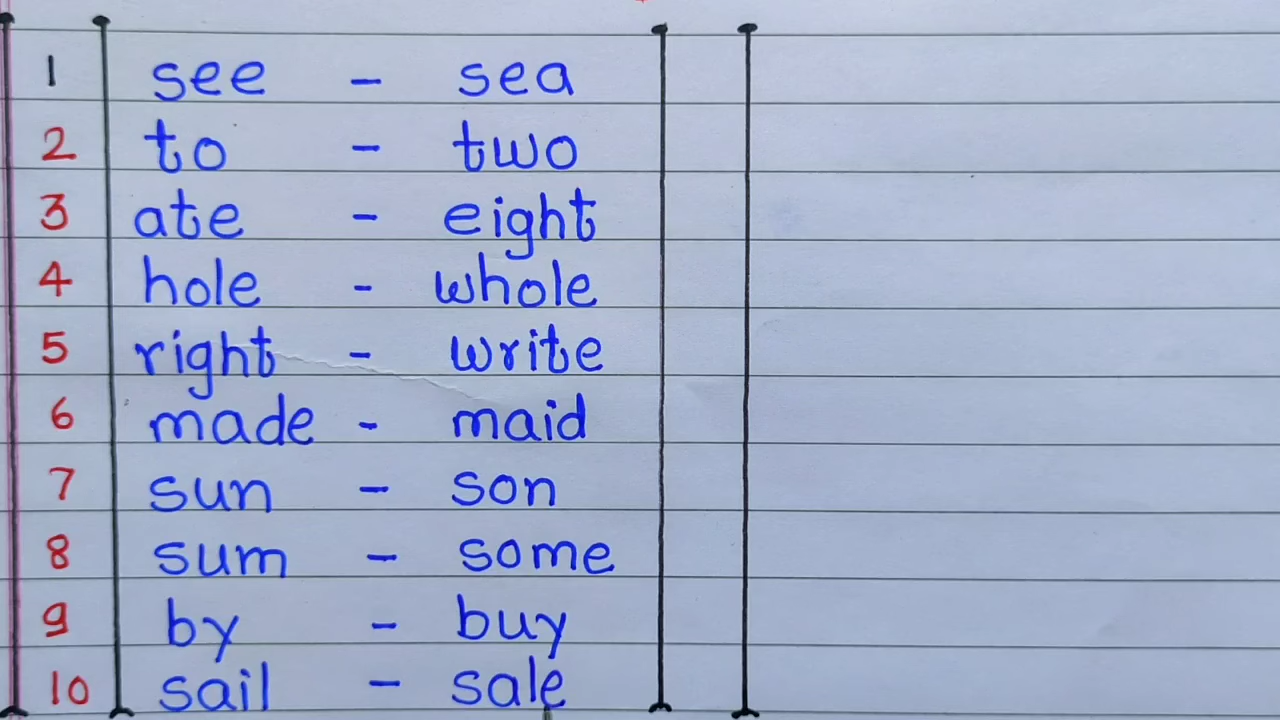 1 see - sea
2 to - two
3 ate - eight
4 hole - whole
5 right - write
6 made - maid
7 sun - son
8 sum - some
9 by - buy
10 sail - sale